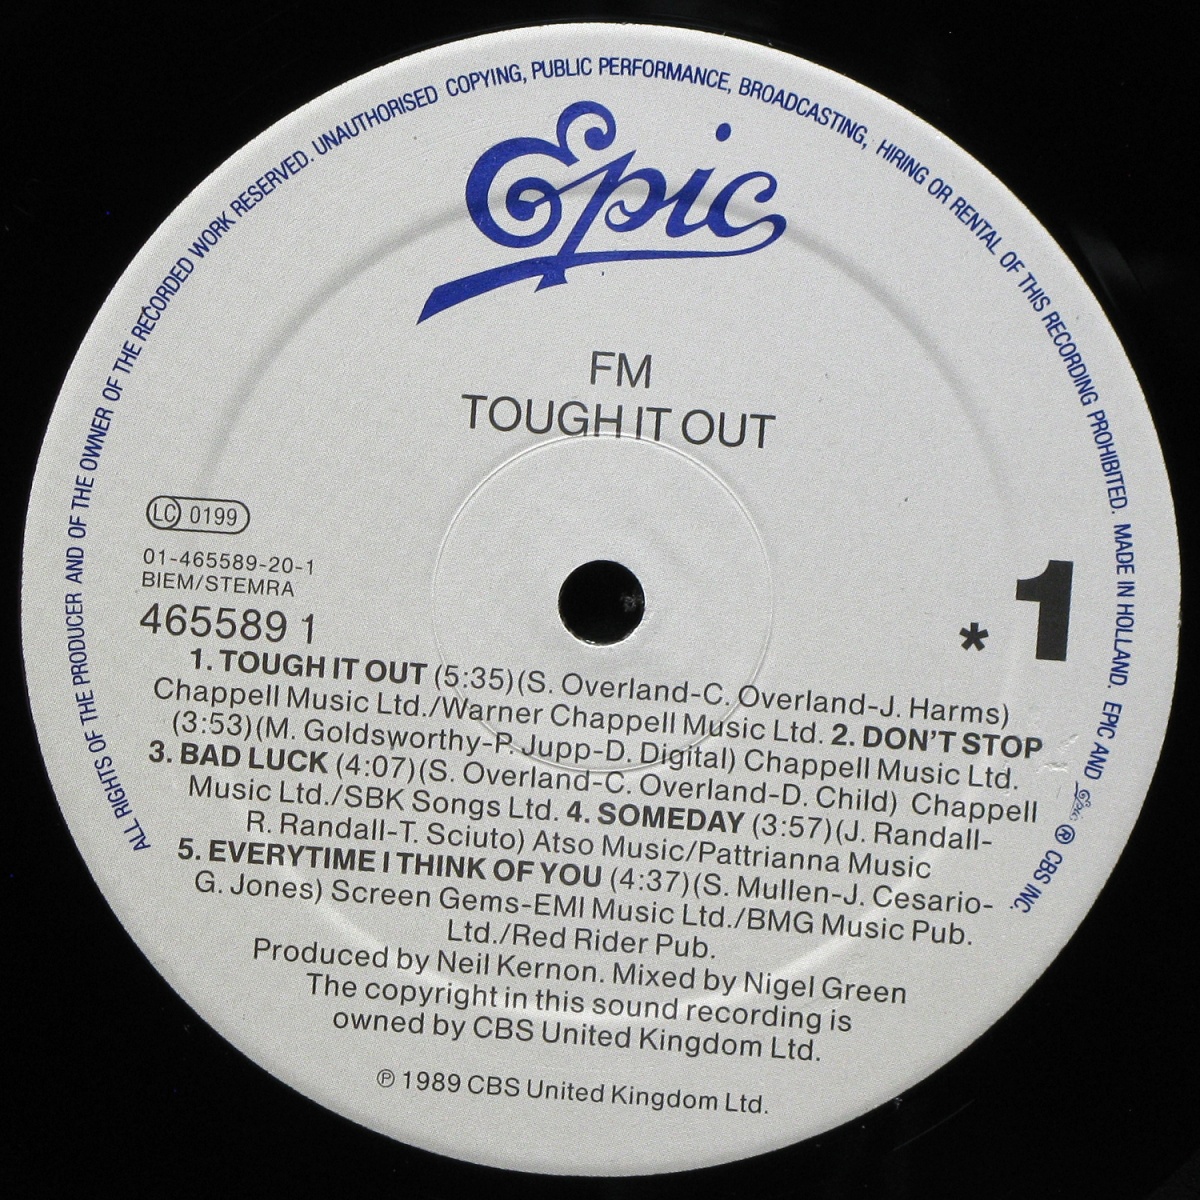 ALL RIGHTS OF THE PRODUCER AND OF THE OWNER OF THE RECORDED WORK RESERVED. UNAUTHORISED COPYING, PUBLIC PERFORMANCE, BROADCASTING, HIRING OR RENTAL OF THIS RECORDING PROHIBITED. MADE IN HOLLAND. EPIC AND Epic ® CBS INC.
Epic
FM
TOUGH IT OUT
LC 0199
01-465589-20-1
BIEM/STEMRA
465589 1
* 1
1. TOUGH IT OUT (5:35)(S. Overland-C. Overland-J. Harms)
Chappell Music Ltd./Warner Chappell Music Ltd. 2. DON'T STOP
(3:53)(M. Goldsworthy-P. Jupp-D. Digital) Chappell Music Ltd.
3. BAD LUCK (4:07)(S. Overland-C. Overland-D. Child) Chappell
Music Ltd./SBK Songs Ltd. 4. SOMEDAY (3:57)(J. Randall-
R. Randall-T. Sciuto) Atso Music/Pattrianna Music
5. EVERYTIME I THINK OF YOU (4:37)(S. Mullen-J. Cesario-
G. Jones) Screen Gems-EMI Music Ltd./BMG Music Pub.
Ltd./Red Rider Pub.
Produced by Neil Kernon. Mixed by Nigel Green
The copyright in this sound recording is
owned by CBS United Kingdom Ltd.
℗ 1989 CBS United Kingdom Ltd.